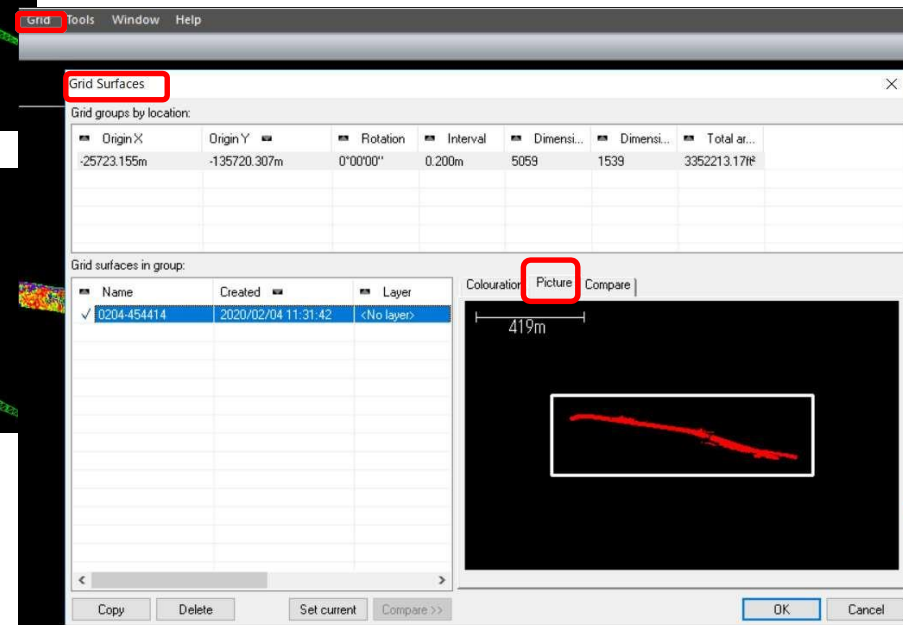 Grid Tools Window Help
Grid Surfaces
Grid groups by location:
Origin X Origin Y Rotation Interval Dimensi... Dimensi... Total ar...
-25723.155m -135720.307m 0°00'00'' 0.200m 5059 1539 3352213.17ft²
Grid surfaces in group:
Colouration Picture Compare
Name Created Layer
✓ 0204-454414 2020/02/04 11:31:42 <No layer>
419m
Copy Delete Set current Compare >> OK Cancel